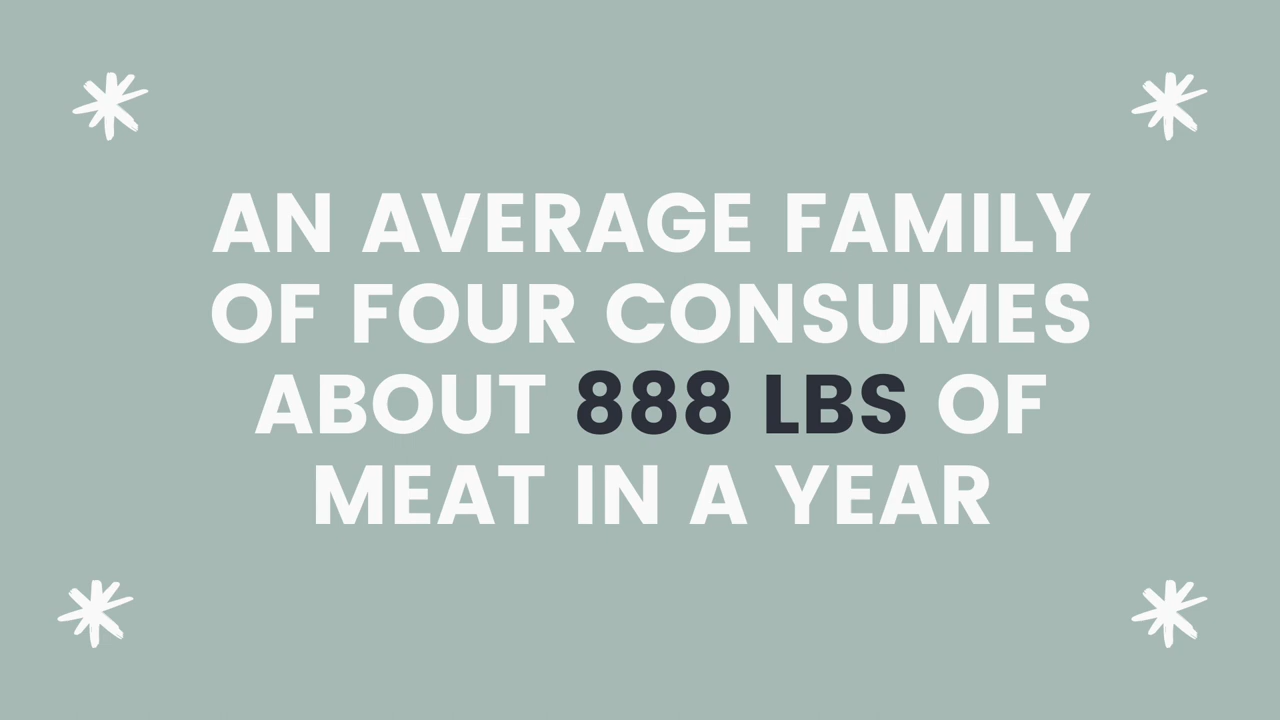 AN AVERAGE FAMILY
OF FOUR CONSUMES
ABOUT 888 LBS OF
MEAT IN A YEAR